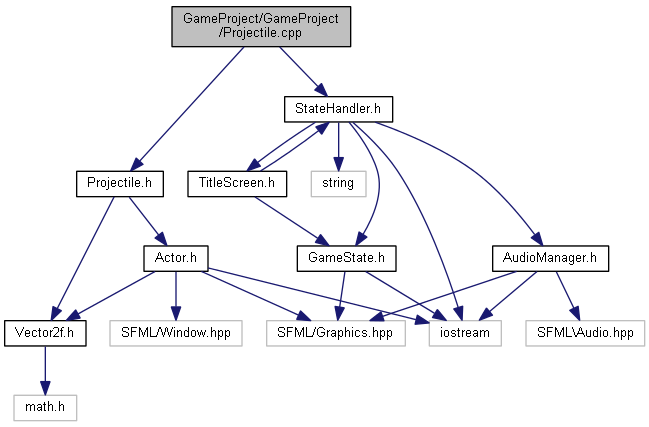 GameProject/GameProject
/Projectile.cpp
StateHandler.h
Projectile.h
TitleScreen.h
string
Actor.h
GameState.h
AudioManager.h
Vector2f.h
SFML/Window.hpp
SFML/Graphics.hpp
iostream
SFML\Audio.hpp
math.h